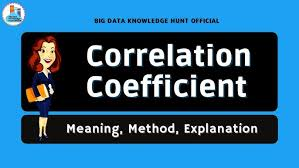 BIG DATA KNOWLEDGE HUNT OFFICIAL
Correlation
Coefficient
Meaning, Method, Explanation